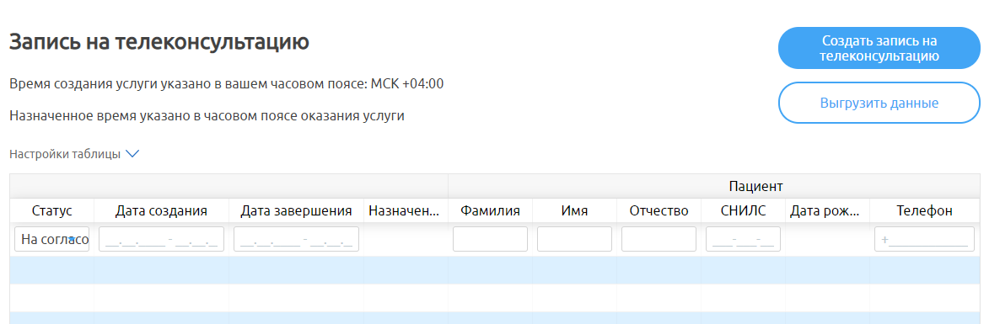 Запись на телеконсультацию
Создать запись на
телеконсультацию
Время создания услуги указано в вашем часовом поясе: МСК +04:00
Выгрузить данные
Назначенное время указано в часовом поясе оказания услуги
Настройки таблицы
Пациент
Статус Дата создания Дата завершения Назначен... Фамилия Имя Отчество СНИЛС Дата рож... Телефон
На согласо __.__.____ - __.__._ __.__.____ - __.__._ ___-___-__ +____________